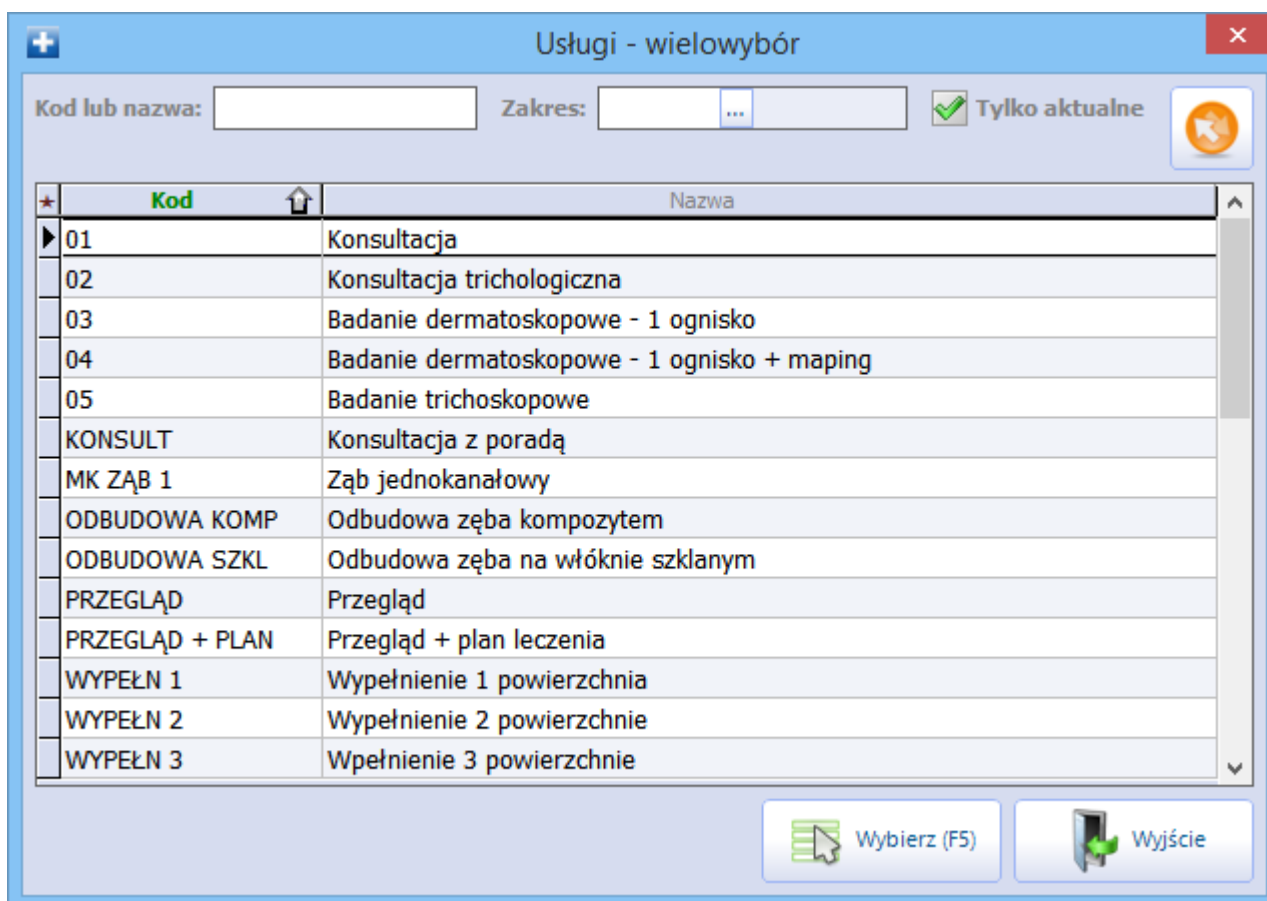 Usługi - wielowybór
Kod lub nazwa: Zakres: ... Tylko aktualne
Kod Nazwa
01 Konsultacja
02 Konsultacja trichologiczna
03 Badanie dermatoskopowe - 1 ognisko
04 Badanie dermatoskopowe - 1 ognisko + maping
05 Badanie trichoskopowe
KONSULT Konsultacja z poradą
MK ZĄB 1 Ząb jednokanałowy
ODBUDOWA KOMP Odbudowa zęba kompozytem
ODBUDOWA SZKL Odbudowa zęba na włóknie szklanym
PRZEGLĄD Przegląd
PRZEGLĄD + PLAN Przegląd + plan leczenia
WYPEŁN 1 Wypełnienie 1 powierzchnia
WYPEŁN 2 Wypełnienie 2 powierzchnie
WYPEŁN 3 Wpełnienie 3 powierzchnie
Wybierz (F5) Wyjście